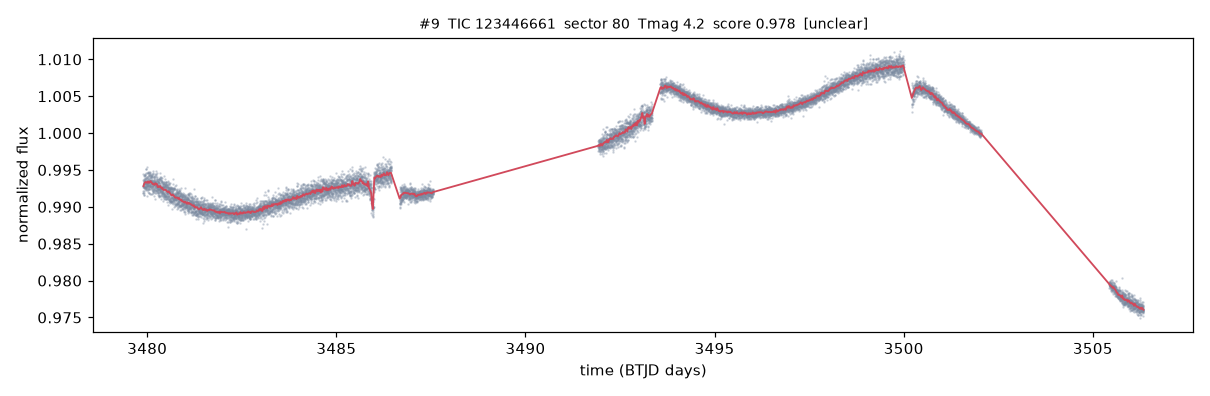 #9 TIC 123446661 sector 80 Tmag 4.2 score 0.978 [unclear]
normalized flux
1.010
1.005
1.000
0.995
0.990
0.985
0.980
0.975
3480 3485 3490 3495 3500 3505
time (BTJD days)